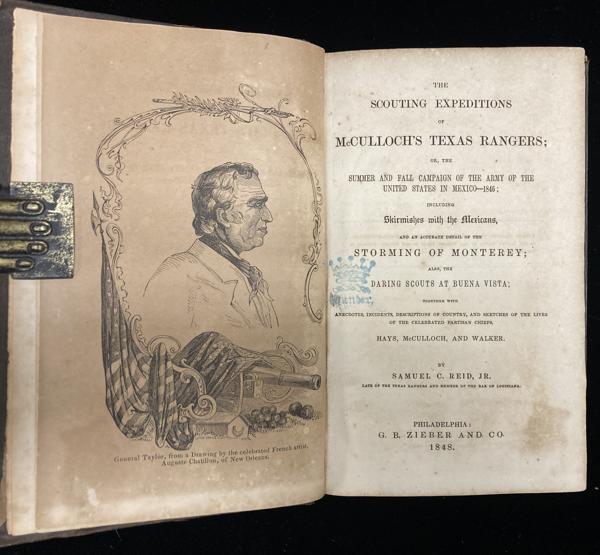 General Taylor, from a Drawing by the celebrated French artist,
Auguste Chatillon, of New Orleans.
THE
SCOUTING EXPEDITIONS
OF
McCULLOCH'S TEXAS RANGERS;
OR, THE
SUMMER AND FALL CAMPAIGN OF THE ARMY OF THE
UNITED STATES IN MEXICO—1846;
INCLUDING
Skirmishes with the Mexicans,
AND AN ACCURATE DETAIL OF THE
STORMING OF MONTEREY;
ALSO, THE
DARING SCOUTS AT BUENA VISTA;
TOGETHER WITH
ANECDOTES, INCIDENTS, DESCRIPTIONS OF COUNTRY, AND SKETCHES OF THE LIVES
OF THE CELEBRATED PARTISAN CHIEFS,
HAYS, McCULLOCH, AND WALKER.
BY
SAMUEL C. REID, JR.
LATE OF THE TEXAS RANGERS AND MEMBER OF THE BAR OF LOUISIANA.
PHILADELPHIA:
G. B. ZIEBER AND CO.
1848.